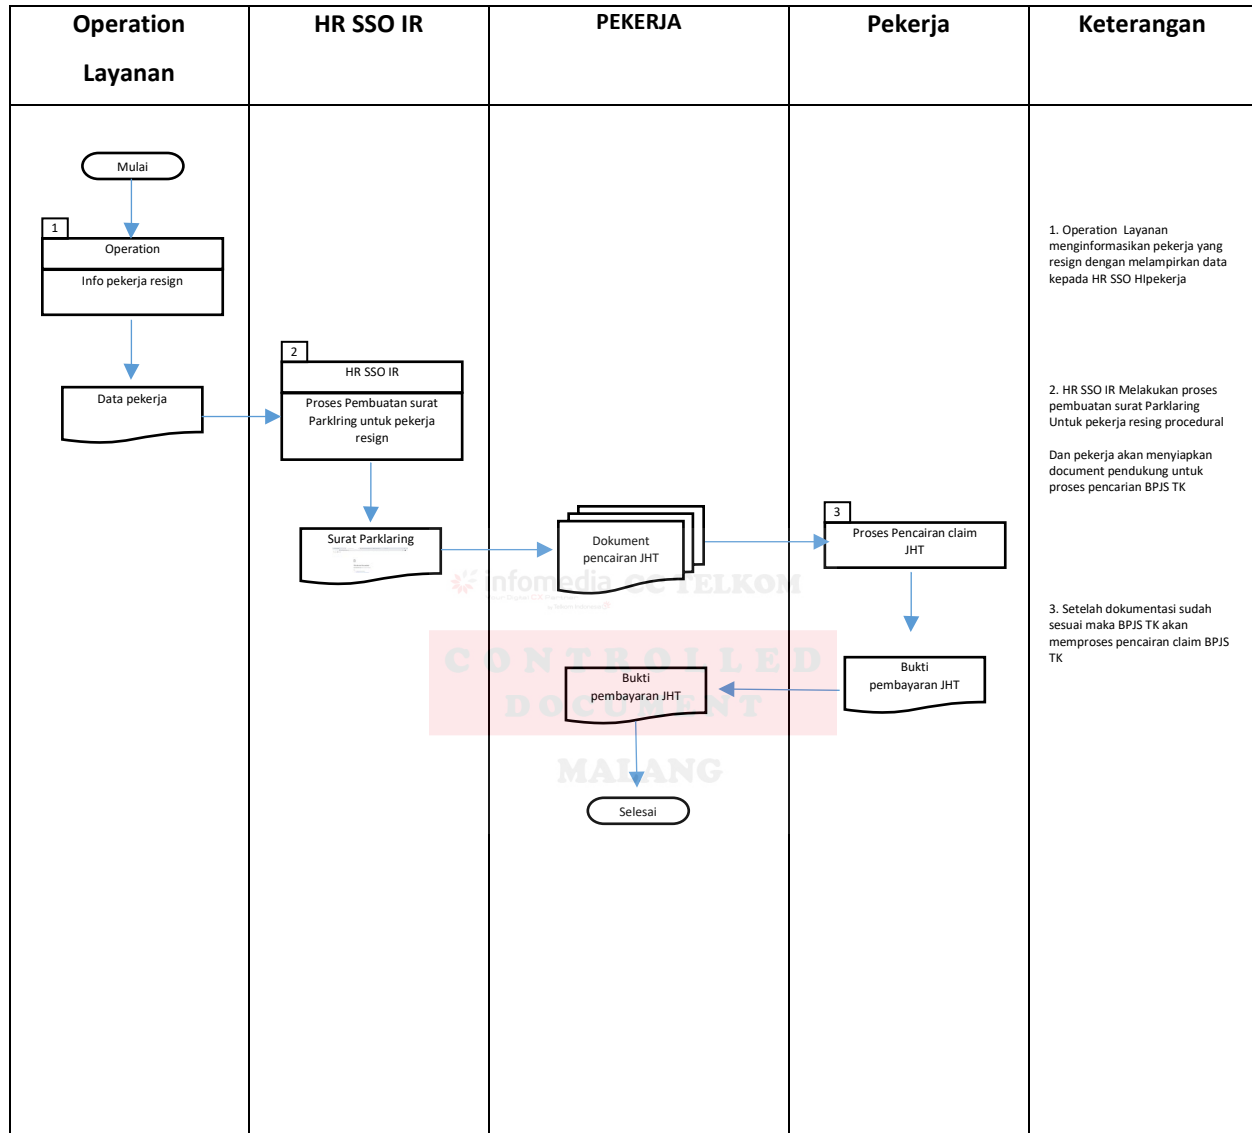 Operation
Layanan
HR SSO IR
PEKERJA
Pekerja
Keterangan
Mulai
1
Operation
Info pekerja resign
Data pekerja
2
HR SSO IR
Proses Pembuatan surat
Parklring untuk pekerja
resign
Surat Parklaring
Dokument
pencairan JHT
3
Proses Pencairan claim
JHT
Bukti
pembayaran JHT
Bukti
pembayaran JHT
Selesai
1. Operation  Layanan
menginformasikan pekerja yang
resign dengan melampirkan data
kepada HR SSO HIpekerja
2. HR SSO IR Melakukan proses
pembuatan surat Parklaring
Untuk pekerja resing procedural
Dan pekerja akan menyiapkan
document pendukung untuk
proses pencarian BPJS TK
3. Setelah dokumentasi sudah
sesuai maka BPJS TK akan
memproses pencairan claim BPJS
TK
infomedia CC TELKOM
by Telkom Indonesia
CONTROLLED
DOCUMENT
MALANG